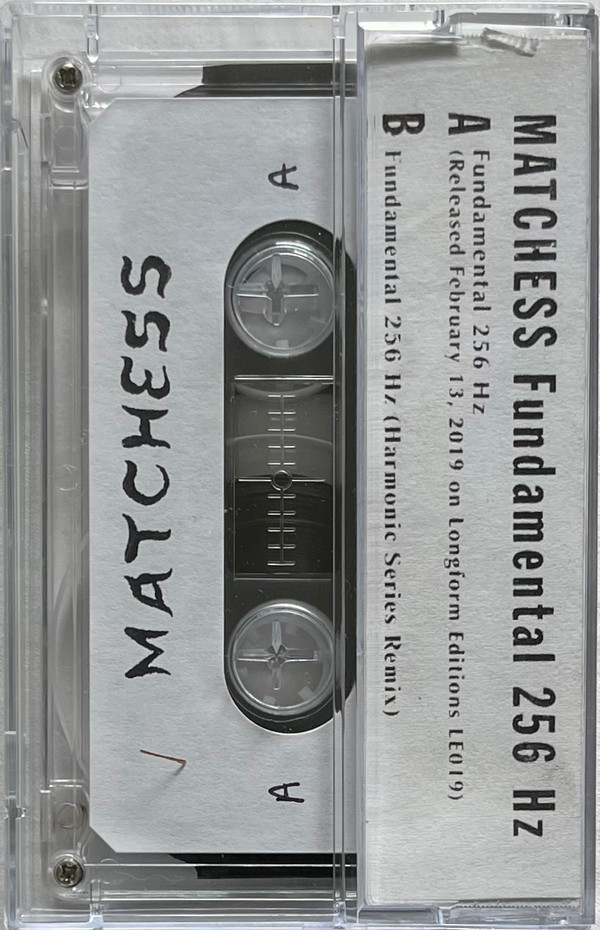 MATCHESS Fundamental 256 Hz
A Fundamental 256 Hz
(Released February 13, 2019 on Longform Editions LE019)
B Fundamental 256 Hz (Harmonic Series Remix)
A
MATCHESS
A